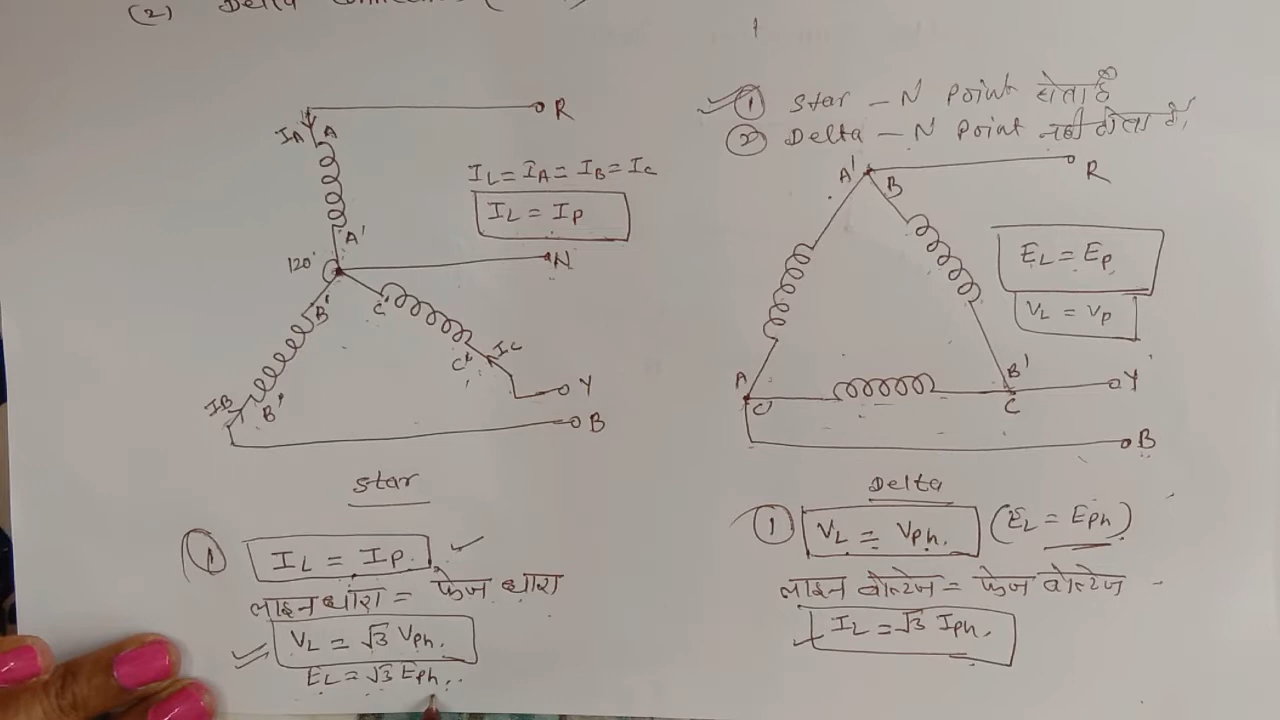 (2) Delta
① Star – N Point होता है
② Delta – N Point नही होता है,
R
IA A
IL = IA = IB = Ic
IL = IP
A'
120°
N
B' C'
IB B'
C' Ic
Y
B
Star
A' B
R
EL = Ep
VL = Vp
A C'
B' C
Y
B
Delta
① IL = IP.
लाइन धारा = फेज धारा
VL = √3 Vph.
EL = √3 Eph.
① VL = Vph. (EL = Eph)
लाइन वोल्टेज = फेज वोल्टेज
IL = √3 Iph.